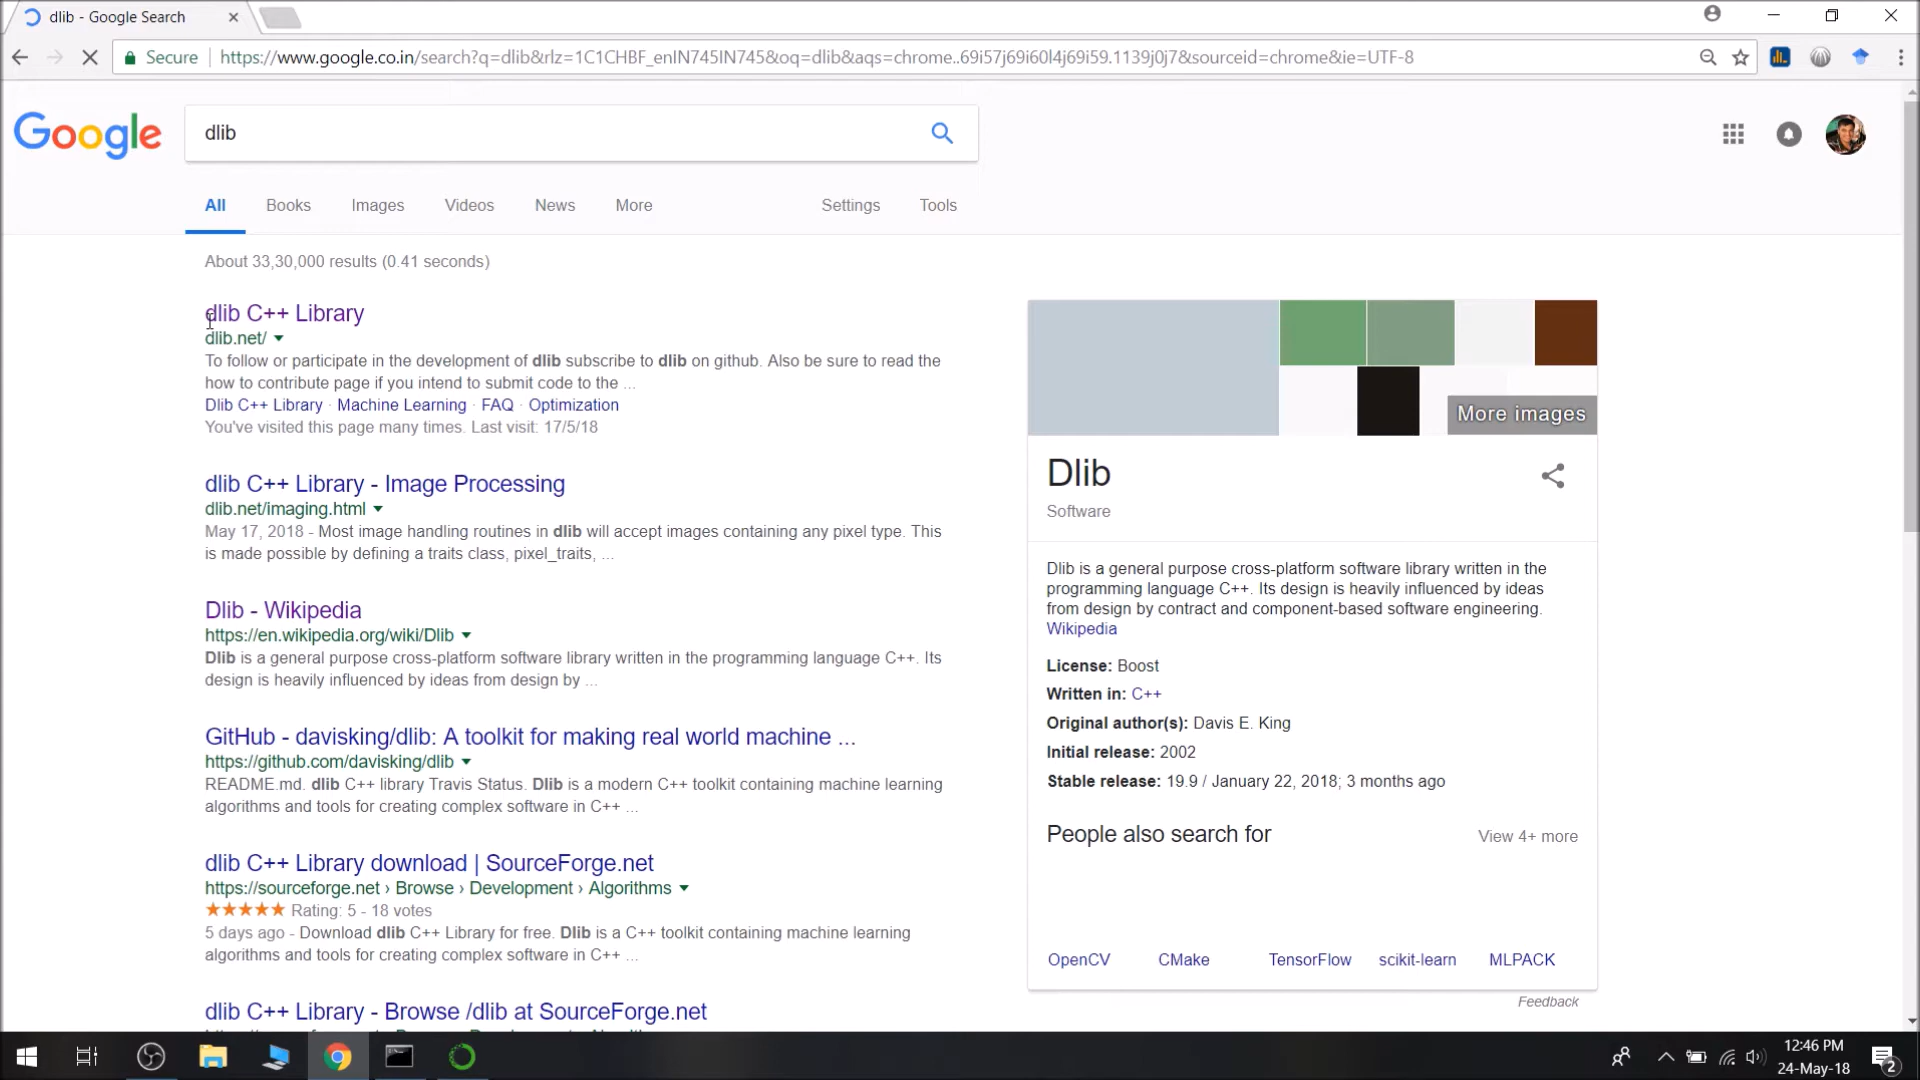 dlib - Google Search
Secure
https://www.google.co.in/search?q=dlib&rlz=1C1CHBF_enIN745IN745&oq=dlib&aqs=chrome..69i57j69i60l4j69i59.1139j0j7&sourceid=chrome&ie=UTF-8
Google
dlib
All Books Images Videos News More Settings Tools
About 33,30,000 results (0.41 seconds)
dlib C++ Library
dlib.net/
To follow or participate in the development of dlib subscribe to dlib on github. Also be sure to read the
how to contribute page if you intend to submit code to the ...
Dlib C++ Library · Machine Learning · FAQ · Optimization
You've visited this page many times. Last visit: 17/5/18
dlib C++ Library - Image Processing
dlib.net/imaging.html
May 17, 2018 - Most image handling routines in dlib will accept images containing any pixel type. This
is made possible by defining a traits class, pixel_traits, ...
Dlib - Wikipedia
https://en.wikipedia.org/wiki/Dlib
Dlib is a general purpose cross-platform software library written in the programming language C++. Its
design is heavily influenced by ideas from design by ...
GitHub - davisking/dlib: A toolkit for making real world machine ...
https://github.com/davisking/dlib
README.md. dlib C++ library Travis Status. Dlib is a modern C++ toolkit containing machine learning
algorithms and tools for creating complex software in C++ ...
dlib C++ Library download | SourceForge.net
https://sourceforge.net › Browse › Development › Algorithms
Rating: 5 - 18 votes
5 days ago - Download dlib C++ Library for free. Dlib is a C++ toolkit containing machine learning
algorithms and tools for creating complex software in C++ ...
dlib C++ Library - Browse /dlib at SourceForge.net
More images
Dlib
Software
Dlib is a general purpose cross-platform software library written in the
programming language C++. Its design is heavily influenced by ideas
from design by contract and component-based software engineering.
Wikipedia
License: Boost
Written in: C++
Original author(s): Davis E. King
Initial release: 2002
Stable release: 19.9 / January 22, 2018; 3 months ago
People also search for View 4+ more
OpenCV CMake TensorFlow scikit-learn MLPACK
Feedback
12:46 PM
24-May-18
2